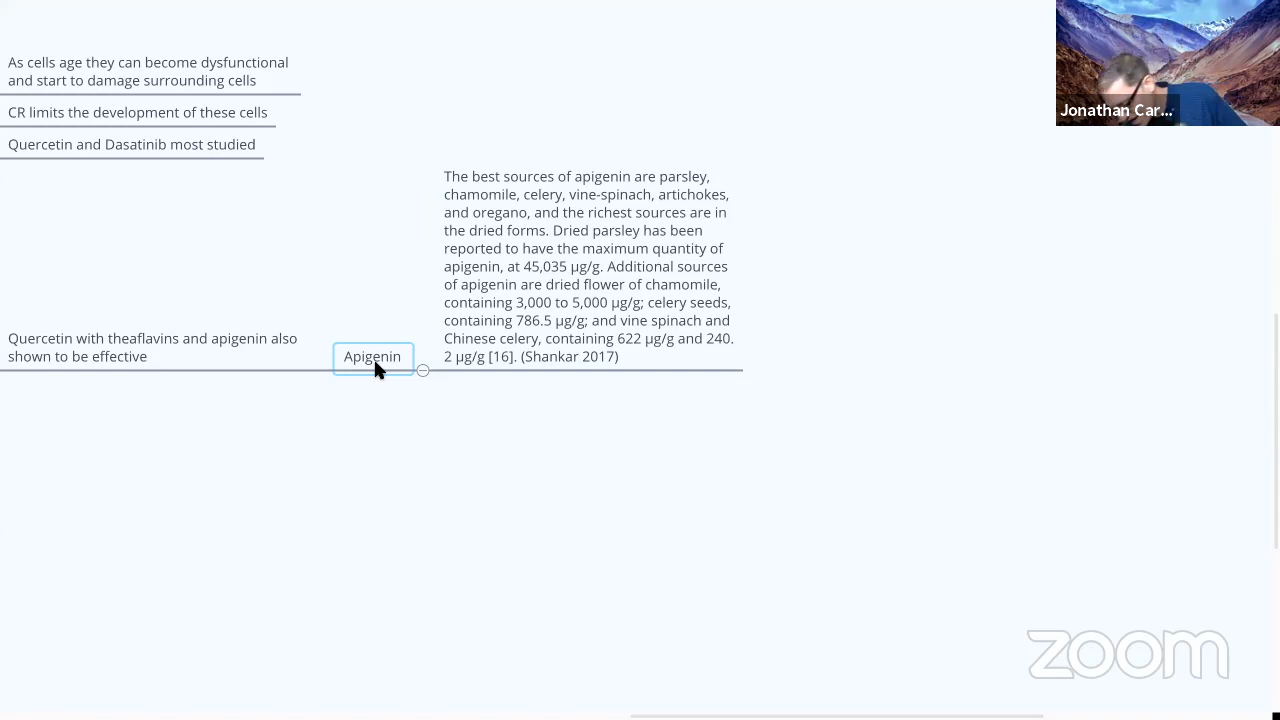 As cells age they can become dysfunctional
and start to damage surrounding cells
CR limits the development of these cells
Quercetin and Dasatinib most studied
Quercetin with theaflavins and apigenin also
shown to be effective
Apigenin
The best sources of apigenin are parsley,
chamomile, celery, vine-spinach, artichokes,
and oregano, and the richest sources are in
the dried forms. Dried parsley has been
reported to have the maximum quantity of
apigenin, at 45,035 µg/g. Additional sources
of apigenin are dried flower of chamomile,
containing 3,000 to 5,000 µg/g; celery seeds,
containing 786.5 µg/g; and vine spinach and
Chinese celery, containing 622 µg/g and 240.
2 µg/g [16]. (Shankar 2017)
Jonathan Car...
zoom